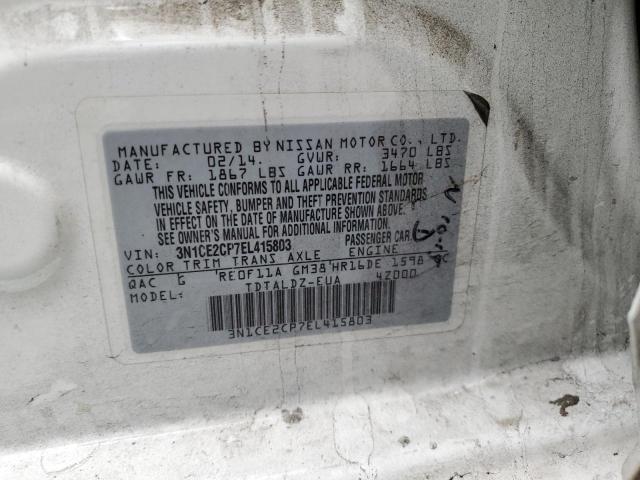 MANUFACTURED BY NISSAN MOTOR CO., LTD.
DATE: 02/14. GVWR: 3470 LBS
GAWR FR: 1867 LBS GAWR RR: 1664 LBS
THIS VEHICLE CONFORMS TO ALL APPLICABLE FEDERAL MOTOR
VEHICLE SAFETY, BUMPER AND THEFT PREVENTION STANDARDS
IN EFFECT ON THE DATE OF MANUFACTURE SHOWN ABOVE.
SEE OWNER'S MANUAL FOR ADDITIONAL INFORMATION.
VIN: 3N1CE2CP7EL415803 PASSENGER CAR
COLOR TRIM TRANS AXLE ENGINE
QAC G RE0F11A GM38 HR16DE 1598 CC
MODEL: TDTALDZ-EUA 42000
3N1CE2CP7EL415803